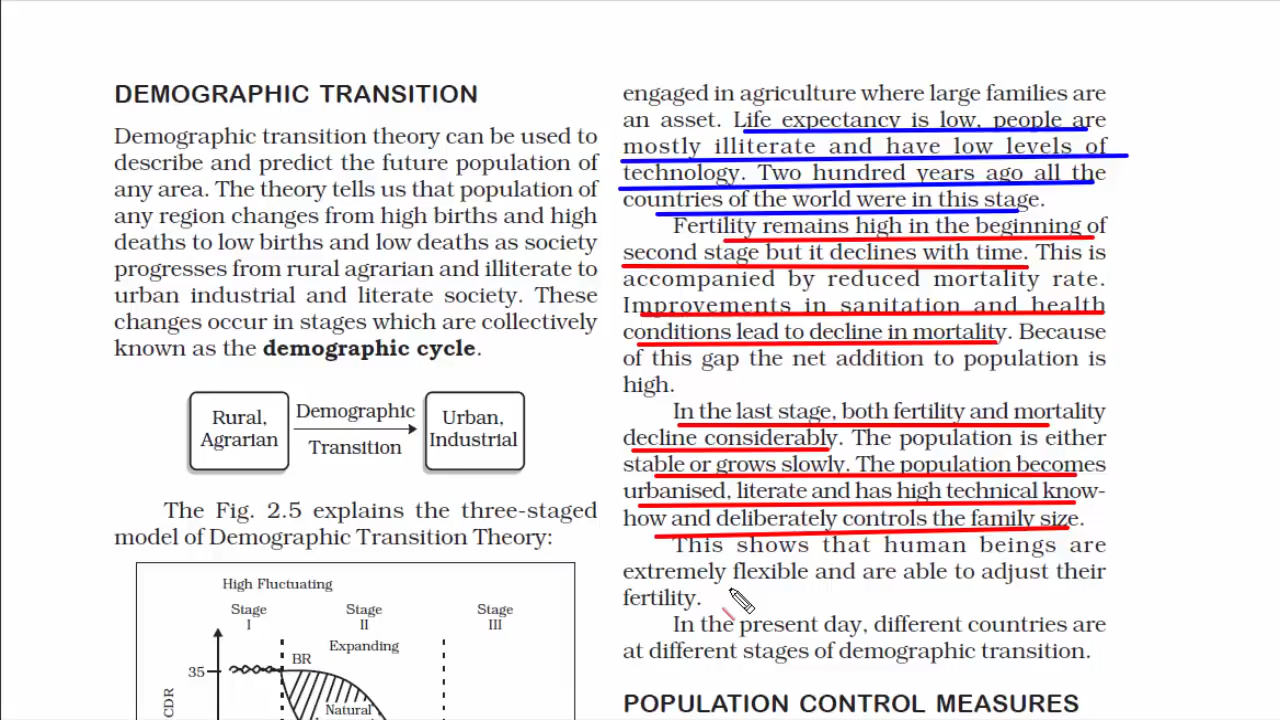 DEMOGRAPHIC TRANSITION
Demographic transition theory can be used to
describe and predict the future population of
any area. The theory tells us that population of
any region changes from high births and high
deaths to low births and low deaths as society
progresses from rural agrarian and illiterate to
urban industrial and literate society. These
changes occur in stages which are collectively
known as the demographic cycle.
Rural,
Agrarian
Demographic
Transition
Urban,
Industrial
The Fig. 2.5 explains the three-staged
model of Demographic Transition Theory:
High Fluctuating
Stage
I
Stage
II
Stage
III
Expanding
BR
35
CDR
Natural
engaged in agriculture where large families are
an asset. Life expectancy is low, people are
mostly illiterate and have low levels of
technology. Two hundred years ago all the
countries of the world were in this stage.
Fertility remains high in the beginning of
second stage but it declines with time. This is
accompanied by reduced mortality rate.
Improvements in sanitation and health
conditions lead to decline in mortality. Because
of this gap the net addition to population is
high.
In the last stage, both fertility and mortality
decline considerably. The population is either
stable or grows slowly. The population becomes
urbanised, literate and has high technical know-
how and deliberately controls the family size.
This shows that human beings are
extremely flexible and are able to adjust their
fertility.
In the present day, different countries are
at different stages of demographic transition.
POPULATION CONTROL MEASURES